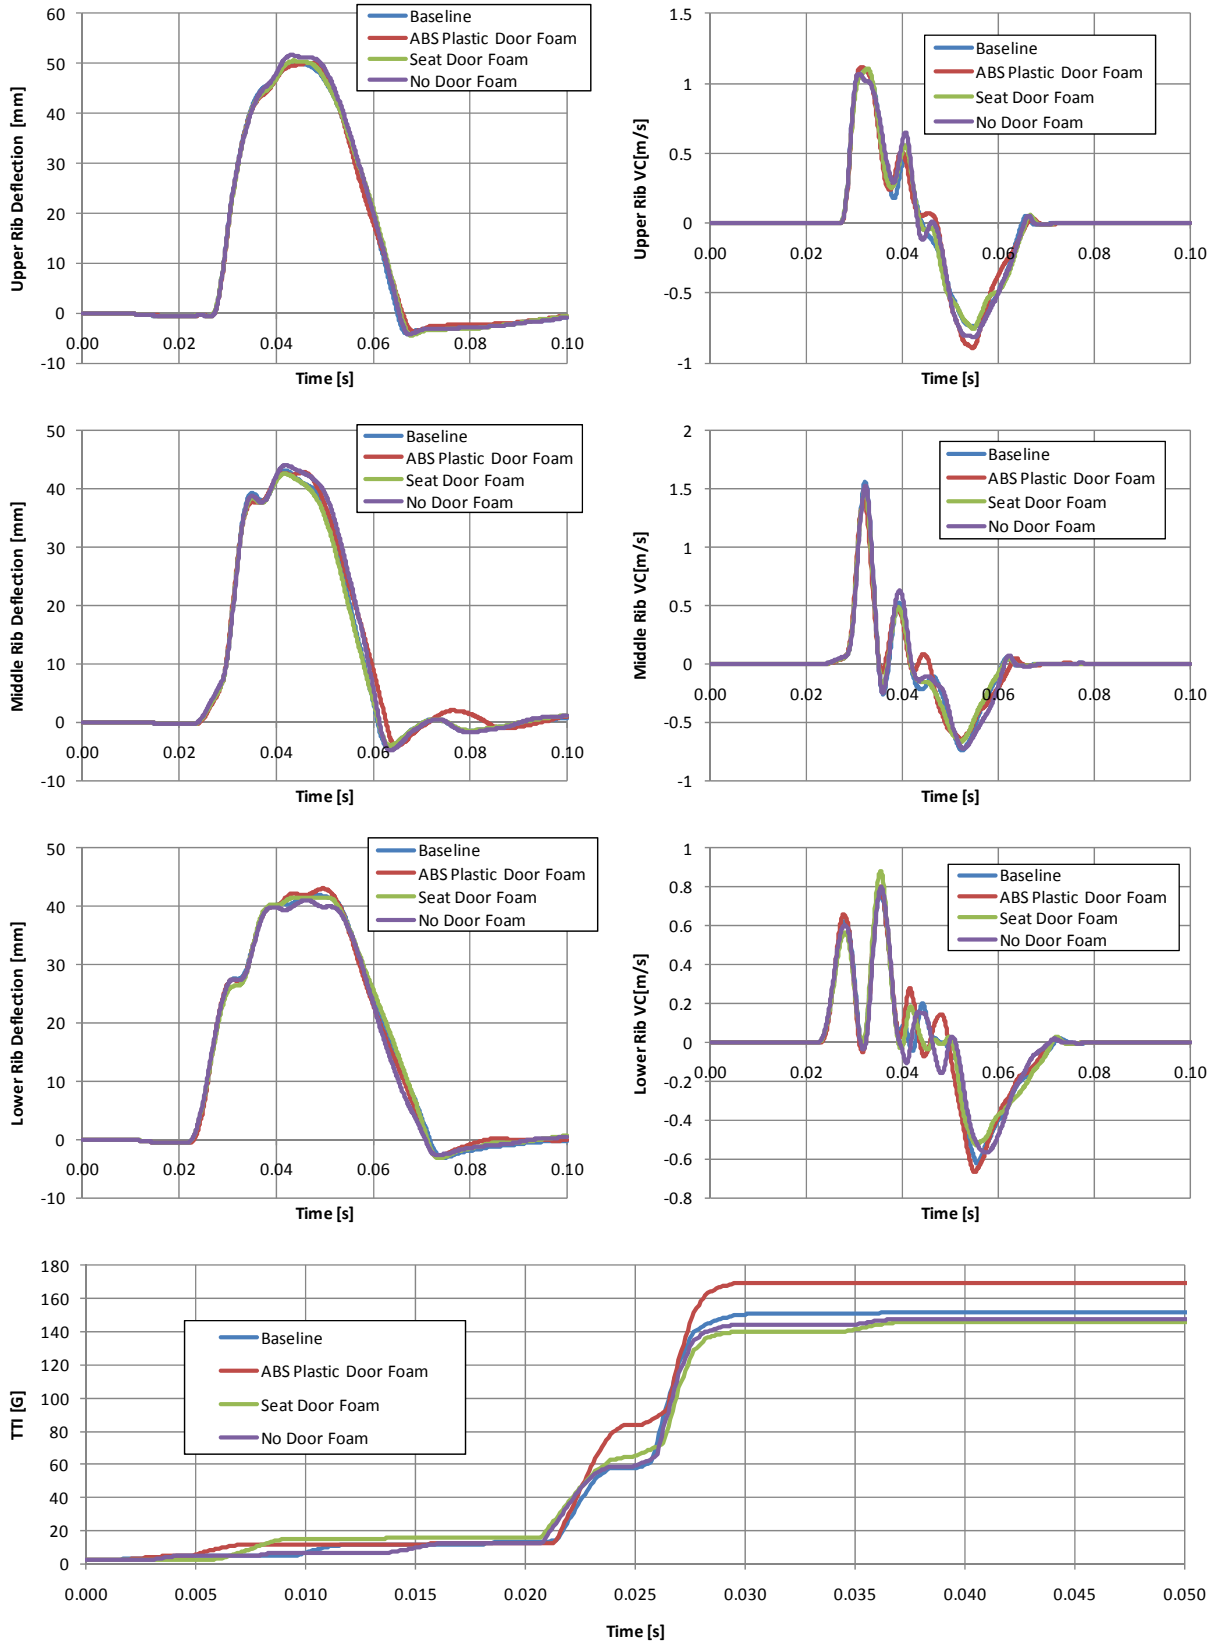 60
50
40
30
20
10
0
-10
0.00 0.02 0.04 0.06 0.08 0.10
Upper Rib Deflection [mm]
Time [s]
Baseline
ABS Plastic Door Foam
Seat Door Foam
No Door Foam
1.5
1
0.5
0
-0.5
-1
0.00 0.02 0.04 0.06 0.08 0.10
Upper Rib VC[m/s]
Time [s]
Baseline
ABS Plastic Door Foam
Seat Door Foam
No Door Foam
50
40
30
20
10
0
-10
0.00 0.02 0.04 0.06 0.08 0.10
Middle Rib Deflection [mm]
Time [s]
Baseline
ABS Plastic Door Foam
Seat Door Foam
No Door Foam
2
1.5
1
0.5
0
-0.5
-1
0.00 0.02 0.04 0.06 0.08 0.10
Middle Rib VC[m/s]
Time [s]
Baseline
ABS Plastic Door Foam
Seat Door Foam
No Door Foam
50
40
30
20
10
0
-10
0.00 0.02 0.04 0.06 0.08 0.10
Lower Rib Deflection [mm]
Time [s]
Baseline
ABS Plastic Door Foam
Seat Door Foam
No Door Foam
1
0.8
0.6
0.4
0.2
0
-0.2
-0.4
-0.6
-0.8
0.00 0.02 0.04 0.06 0.08 0.10
Lower Rib VC[m/s]
Time [s]
Baseline
ABS Plastic Door Foam
Seat Door Foam
No Door Foam
180
160
140
120
100
80
60
40
20
0
0.000 0.005 0.010 0.015 0.020 0.025 0.030 0.035 0.040 0.045 0.050
TTI [G]
Time [s]
Baseline
ABS Plastic Door Foam
Seat Door Foam
No Door Foam